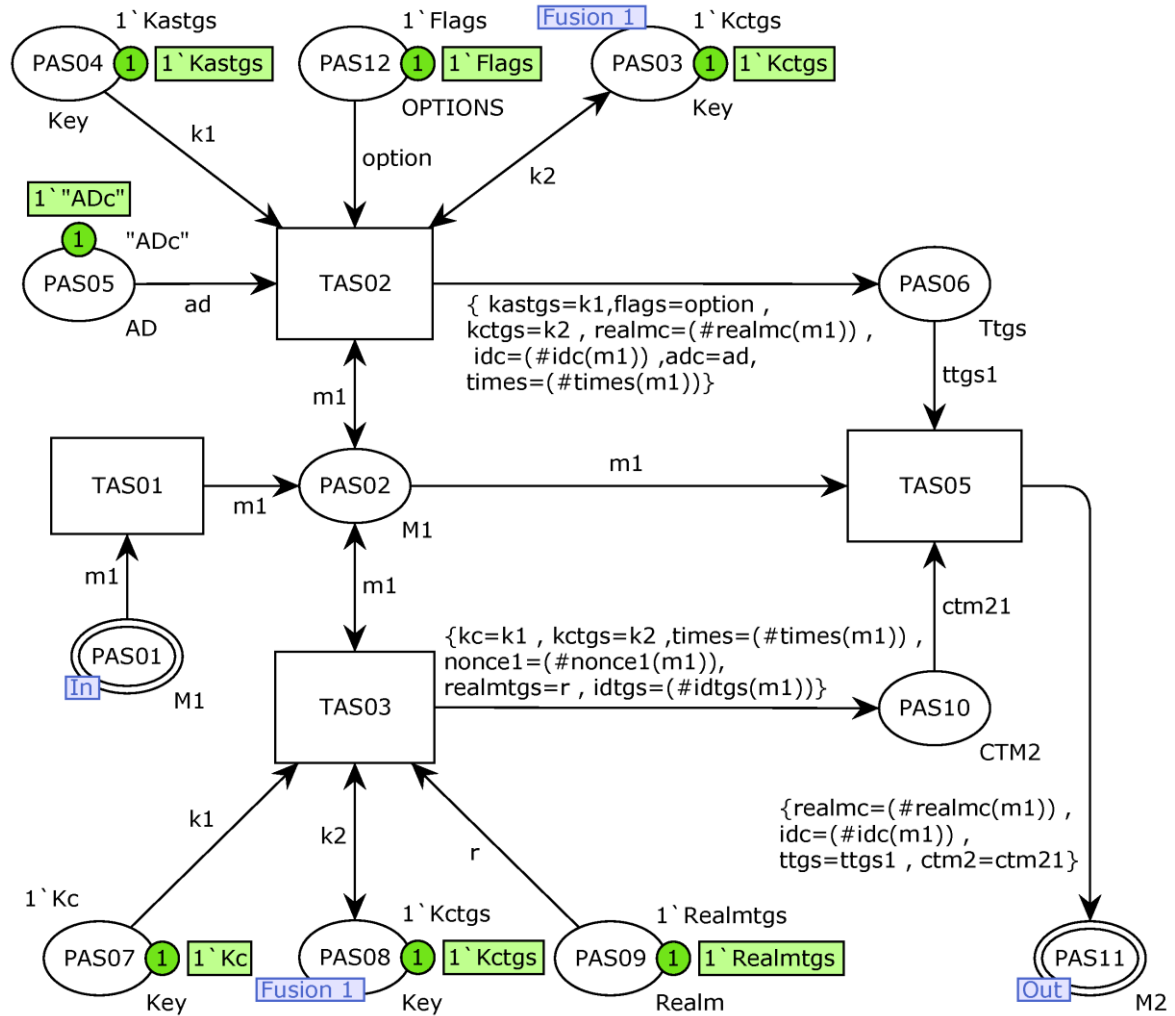 Fusion 1
1`Kastgs
1`Flags
1`Kctgs
PAS04
1
1`Kastgs
PAS12
1
1`Flags
PAS03
1
1`Kctgs
Key
OPTIONS
Key
k1
option
k2
1`"ADc"
1
"ADc"
PAS05
ad
AD
TAS02
PAS06
Ttgs
{ kastgs=k1,flags=option ,
kctgs=k2 , realmc=(#realmc(m1)) ,
idc=(#idc(m1)) ,adc=ad,
times=(#times(m1))}
ttgs1
m1
TAS01
m1
PAS02
M1
m1
TAS05
m1
m1
ctm21
PAS01
In
M1
{kc=k1 , kctgs=k2 ,times=(#times(m1)) ,
nonce1=(#nonce1(m1)),
realmtgs=r , idtgs=(#idtgs(m1))}
TAS03
PAS10
CTM2
k1
k2
r
{realmc=(#realmc(m1)) ,
idc=(#idc(m1)) ,
ttgs=ttgs1 , ctm2=ctm21}
1`Kc
1`Kctgs
1`Realmtgs
PAS07
1
1`Kc
PAS08
1
1`Kctgs
PAS09
1
1`Realmtgs
PAS11
Key
Fusion 1
Key
Realm
Out
M2